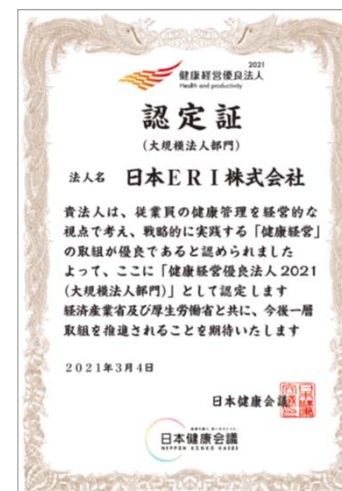 2021
健康経営優良法人
Health and productivity
認定証
(大規模法人部門)
法人名 日本ERI株式会社
貴法人は、従業員の健康管理を経営的な
視点で考え、戦略的に実践する「健康経営」
の取組が優良であると認められました
よって、ここに「健康経営優良法人2021
(大規模法人部門)」として認定します
経済産業省及び厚生労働省と共に、今後一層
取組を推進されることを期待いたします
2021年3月4日
日本健康会議
日本健康会議
NIPPON KENKO KAIGI